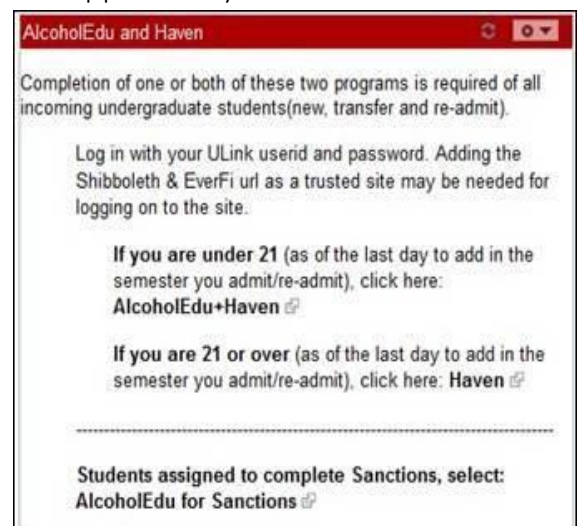 AlcoholEdu and Haven
Completion of one or both of these two programs is required of all
incoming undergraduate students(new, transfer and re-admit).
Log in with your ULink userid and password. Adding the
Shibboleth & EverFi url as a trusted site may be needed for
logging on to the site.
If you are under 21 (as of the last day to add in the
semester you admit/re-admit), click here:
AlcoholEdu+Haven
If you are 21 or over (as of the last day to add in the
semester you admit/re-admit), click here: Haven
Students assigned to complete Sanctions, select:
AlcoholEdu for Sanctions